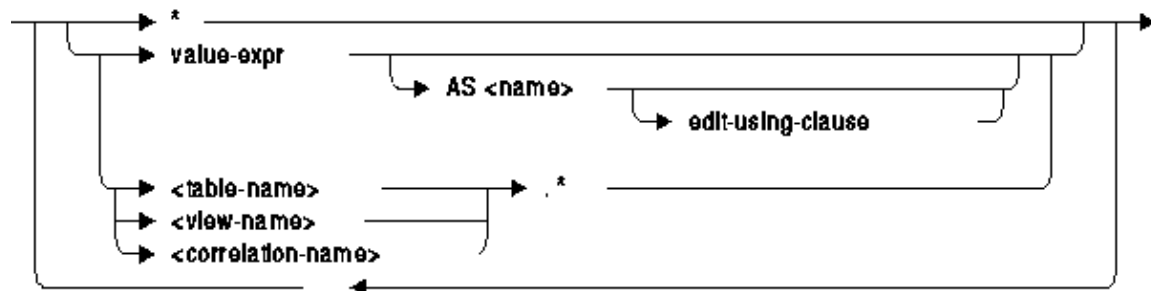 *
value-expr
AS <name>
edit-using-clause
<table-name>
. *
<view-name>
<correlation-name>